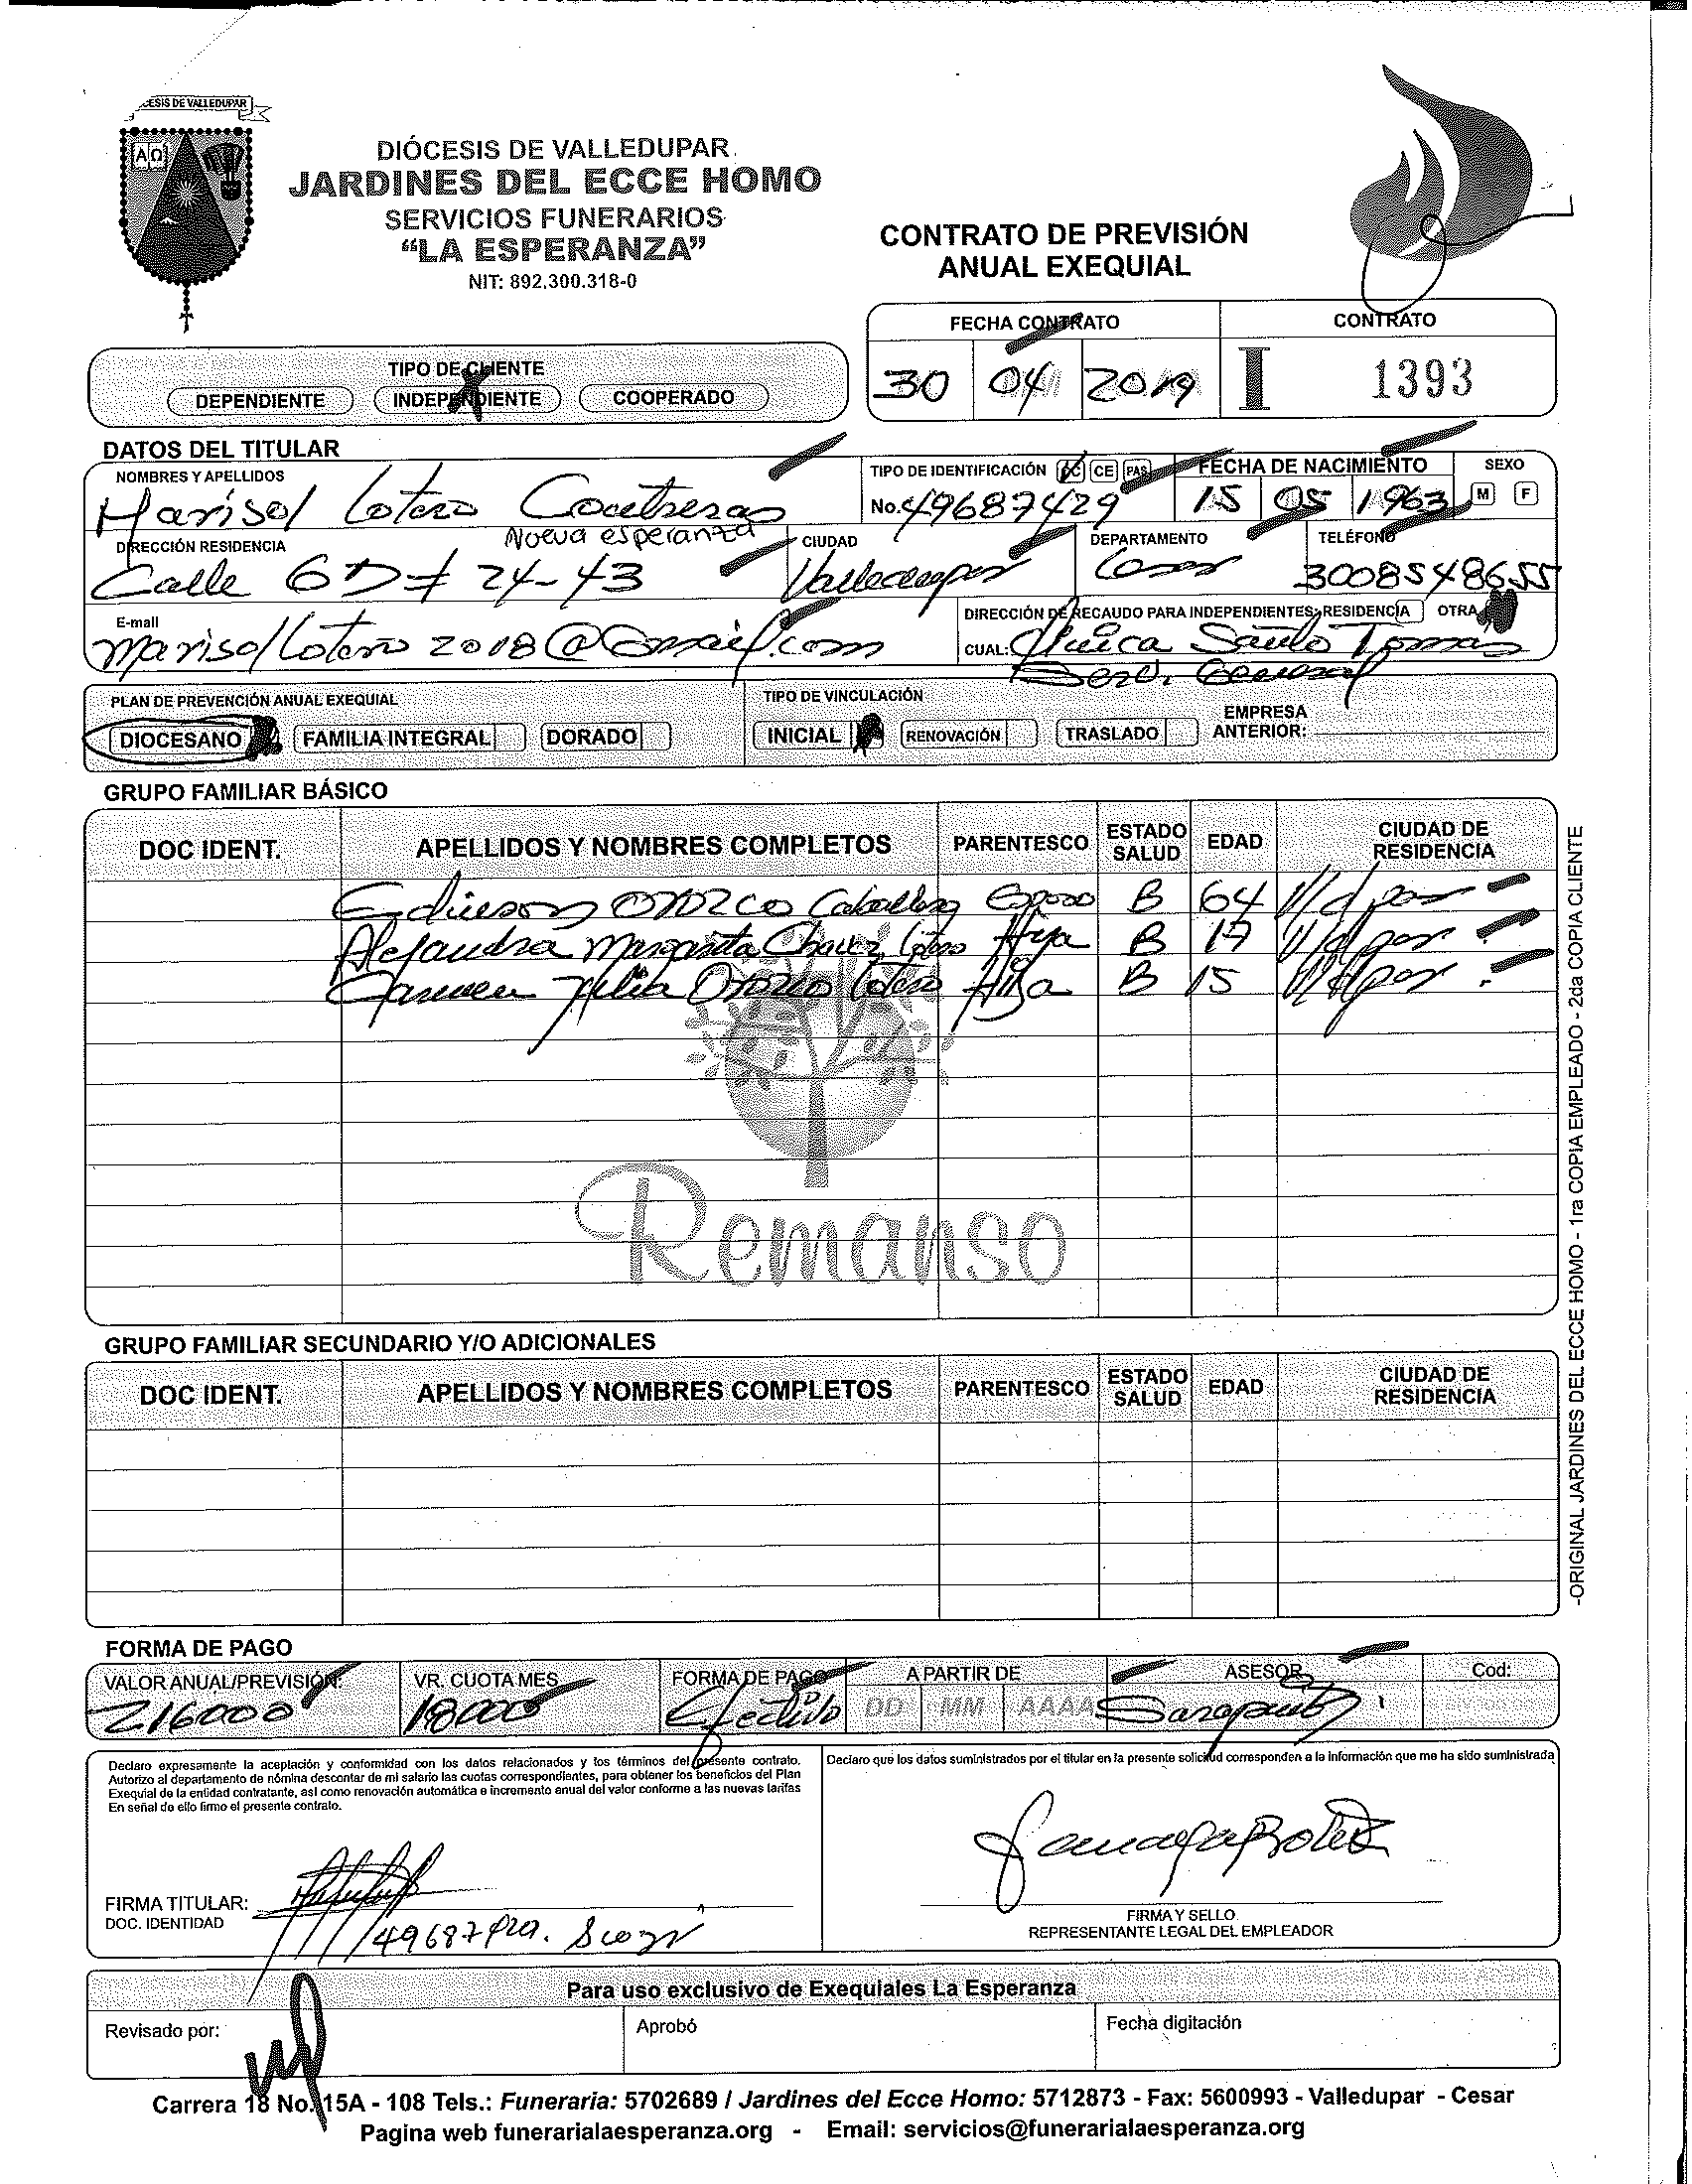 DIÓCESIS DE VALLEDUPAR
AΩ
DIÓCESIS DE VALLEDUPAR
JARDINES DEL ECCE HOMO
SERVICIOS FUNERARIOS
“LA ESPERANZA”
NIT: 892.300.318-0
CONTRATO DE PREVISIÓN
ANUAL EXEQUIAL
FECHA CONTRATO CONTRATO
30 04 2019 I 1393
TIPO DE CLIENTE
DEPENDIENTE INDEPENDIENTE X COOPERADO
DATOS DEL TITULAR
NOMBRES Y APELLIDOS TIPO DE IDENTIFICACIÓN CC CE PAS FECHA DE NACIMIENTO SEXO
Marisol Lotero Contreras No. 49687429 15 05 1963 M F
Nueva esperanza
DIRECCIÓN RESIDENCIA CIUDAD DEPARTAMENTO TELÉFONO
Calle 6D # 24-43 Valledupar Cesar 3008548655
E-mail DIRECCIÓN DE RECAUDO PARA INDEPENDIENTES: RESIDENCIA OTRA
marisol lotero 2018@Gmail.com CUAL: Clinica Santo Tomas
Serv. General
PLAN DE PREVENCIÓN ANUAL EXEQUIAL TIPO DE VINCULACIÓN
DIOCESANO FAMILIA INTEGRAL DORADO INICIAL RENOVACIÓN TRASLADO EMPRESA ANTERIOR:
GRUPO FAMILIAR BÁSICO
DOC IDENT. APELLIDOS Y NOMBRES COMPLETOS PARENTESCO ESTADO SALUD EDAD CIUDAD DE RESIDENCIA
Orozco Caballero Esposo B 64 V/dpar
Alejandra Margarita Chavez Lotero Hija B 17 V/dpar
Carmen Julia Orozco Lotero Hija B 15 V/dpar
Remanso
GRUPO FAMILIAR SECUNDARIO Y/O ADICIONALES
DOC IDENT. APELLIDOS Y NOMBRES COMPLETOS PARENTESCO ESTADO SALUD EDAD CIUDAD DE RESIDENCIA
-ORIGINAL JARDINES DEL ECCE HOMO - 1ra COPIA EMPLEADO - 2da COPIA CLIENTE
FORMA DE PAGO
VALOR ANUAL/PREVISIÓN: VR. CUOTA MES FORMA DE PAGO A PARTIR DE ASESOR Cod:
216000 18000 Efectivo DD MM AAAA
Declaro expresamente la aceptación y conformidad con los datos relacionados y los términos del presente contrato.
Autorizo al departamento de nómina descontar de mi salario las cuotas correspondientes, para obtener los beneficios del Plan
Exequial de la entidad contratante, así como renovación automática e incremento anual del valor conforme a las nuevas tarifas
En señal de ello firmo el presente contrato.
Declaro que los datos suministrados por el titular en la presente solicitud corresponden a la información que me ha sido suministrada
FIRMA TITULAR:
DOC. IDENTIDAD
FIRMA Y SELLO
REPRESENTANTE LEGAL DEL EMPLEADOR
Para uso exclusivo de Exequiales La Esperanza
Revisado por: Aprobó Fecha digitación
Carrera 18 No. 15A - 108 Tels.: Funeraria: 5702689 / Jardines del Ecce Homo: 5712873 - Fax: 5600993 - Valledupar - Cesar
Pagina web funerarialaesperanza.org - Email: servicios@funerarialaesperanza.org